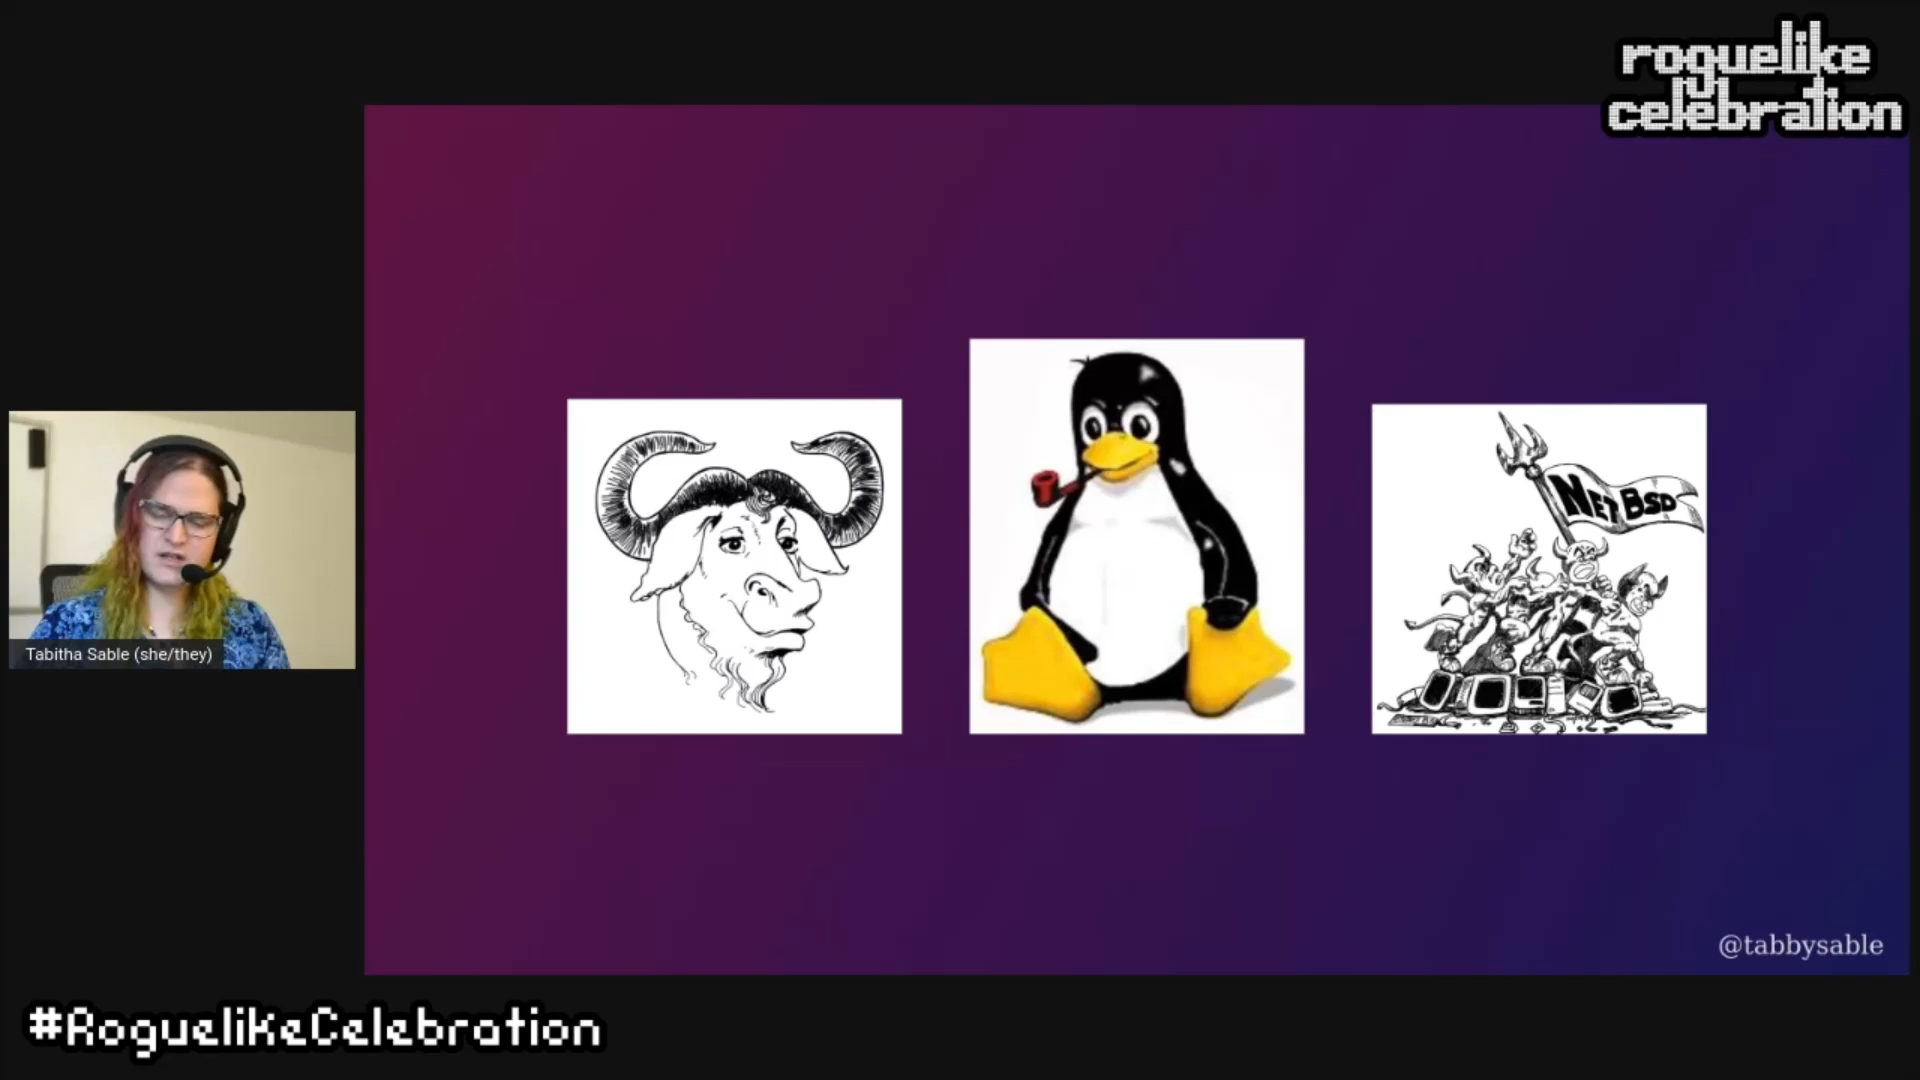 roguelike
celebration
NetBSD
Tabitha Sable (she/they)
@tabbysable
#RoguelikeCelebration